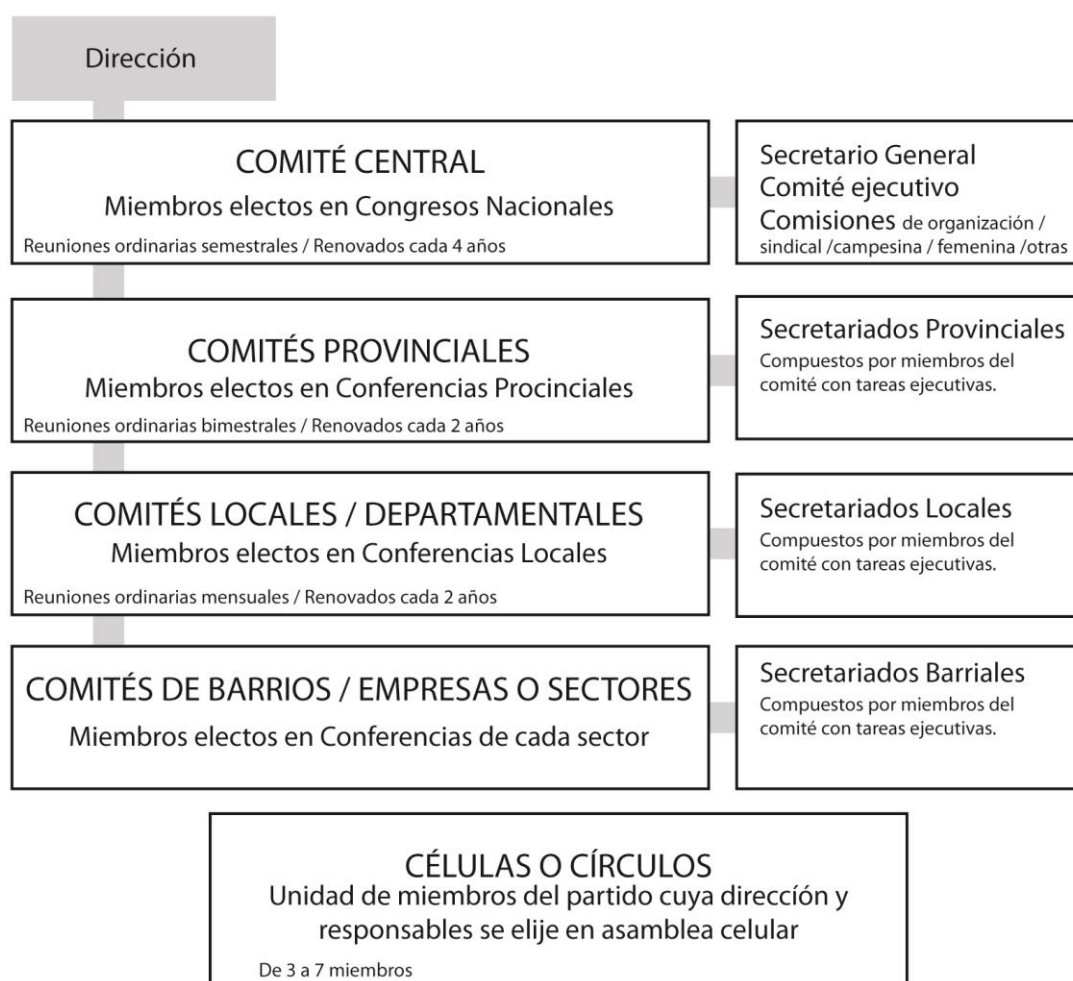 Dirección
COMITÉ CENTRAL
Miembros electos en Congresos Nacionales
Reuniones ordinarias semestrales / Renovados cada 4 años
Secretario General
Comité ejecutivo
Comisiones de organización /
sindical /campesina / femenina /otras
COMITÉS PROVINCIALES
Miembros electos en Conferencias Procinciales
Reuniones ordinarias bimestrales / Renovados cada 2 años
Secretariados Provinciales
Compuestos por miembros del
comité con tareas ejecutivas.
COMITÉS LOCALES / DEPARTAMENTALES
Miembros electos en Conferencias Locales
Reuniones ordinarias mensuales / Renovados cada 2 años
Secretariados Locales
Compuestos por miembros del
comité con tareas ejecutivas.
COMITÉS DE BARRIOS / EMPRESAS O SECTORES
Miembros electos en Conferencias de cada sector
Secretariados Barriales
Compuestos por miembros del
comité con tareas ejecutivas.
CÉLULAS O CÍRCULOS
Unidad de miembros del partido cuya direccíón y
responsables se elije en asamblea celular
De 3 a 7 miembros